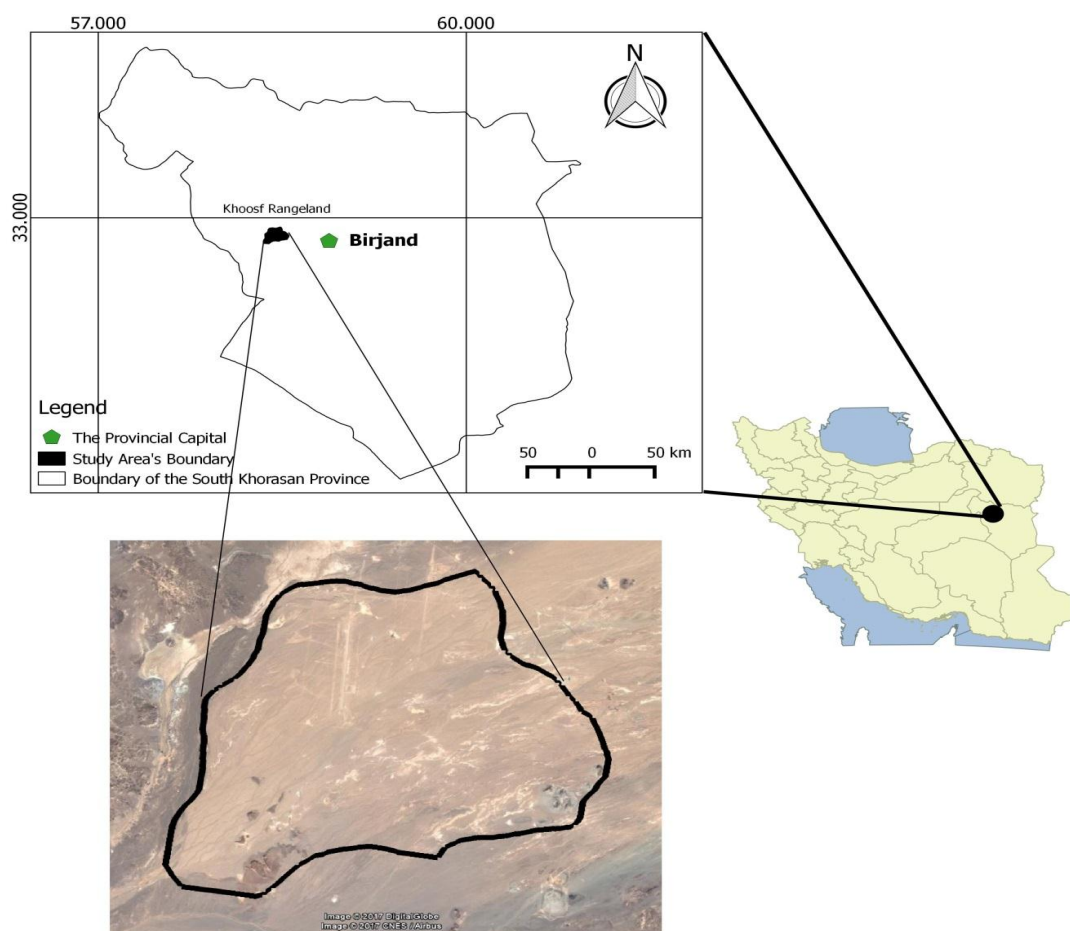 57.000
60.000
N
33.000
Khoosf Rangeland
Birjand
Legend
The Provincial Capital
Study Area's Boundary
Boundary of the South Khorasan Province
50 0 50 km
Image © 2017 DigitalGlobe
Image © 2017 CNES / Airbus